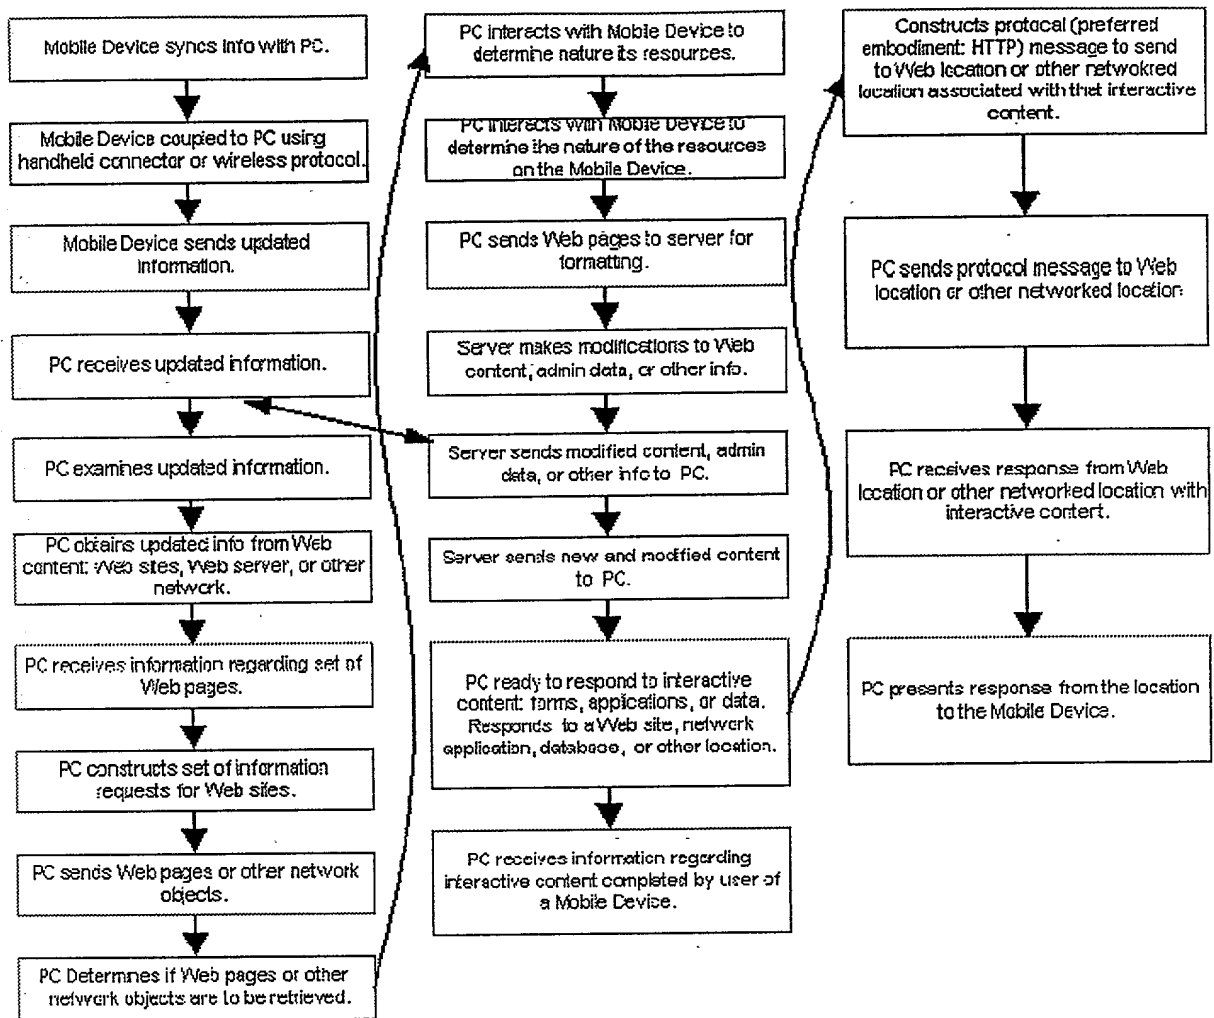 Mobile Device syncs info with PC.
Mobile Device coupled to PC using
handheld connector or wireless protocol.
Mobile Device sends updated
information.
PC receives updated information.
PC examines updated information.
PC obtains updated info from Web
content: Web sites, Web server, or other
network.
PC receives information regarding set of
Web pages.
PC constructs set of information
requests for Web sites.
PC sends Web pages or other network
objects.
PC Determines if Web pages or other
network objects are to be retrieved.
PC interacts with Mobile Device to
determine nature its resources.
PC interacts with Mobile Device to
determine the nature of the resources
on the Mobile Device.
PC sends Web pages to server for
formatting.
Server makes modifications to Web
content, admin data, or other info.
Server sends modified content, admin
data, or other info to PC.
Server sends new and modified content
to PC.
PC ready to respond to interactive
content: forms, applications, or data.
Responds to a Web site, network
application, database, or other location.
PC receives information regarding
interactive content completed by user of
a Mobile Device.
Constructs protocal (preferred
embodiment: HTTP) message to send
to Web location or other netwokred
location associated with that interactive
content.
PC sends protocol message to Web
location or other networked location.
PC receives response from Web
location or other networked location with
interactive content.
PC presents response from the location
to the Mobile Device.